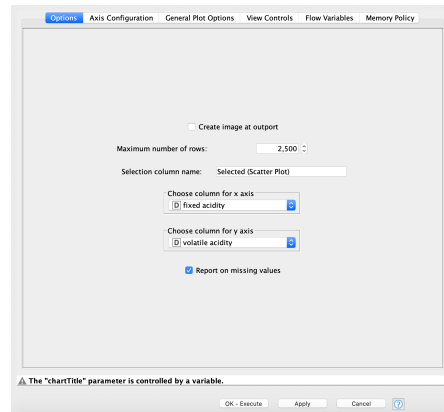 Options Axis Configuration General Plot Options View Controls Flow Variables Memory Policy
Create image at outport
Maximum number of rows: 2,500
Selection column name: Selected (Scatter Plot)
Choose column for x axis
D fixed acidity
Choose column for y axis
D volatile acidity
Report on missing values
The "chartTitle" parameter is controlled by a variable.
OK - Execute Apply Cancel ?